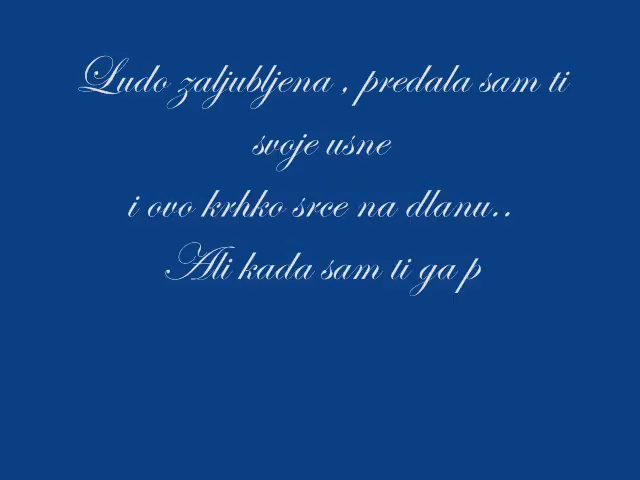 Ludo zaljubljena , predala sam ti
svoje usne
i ovo krhko srce na dlanu..
Ali kada sam ti ga p